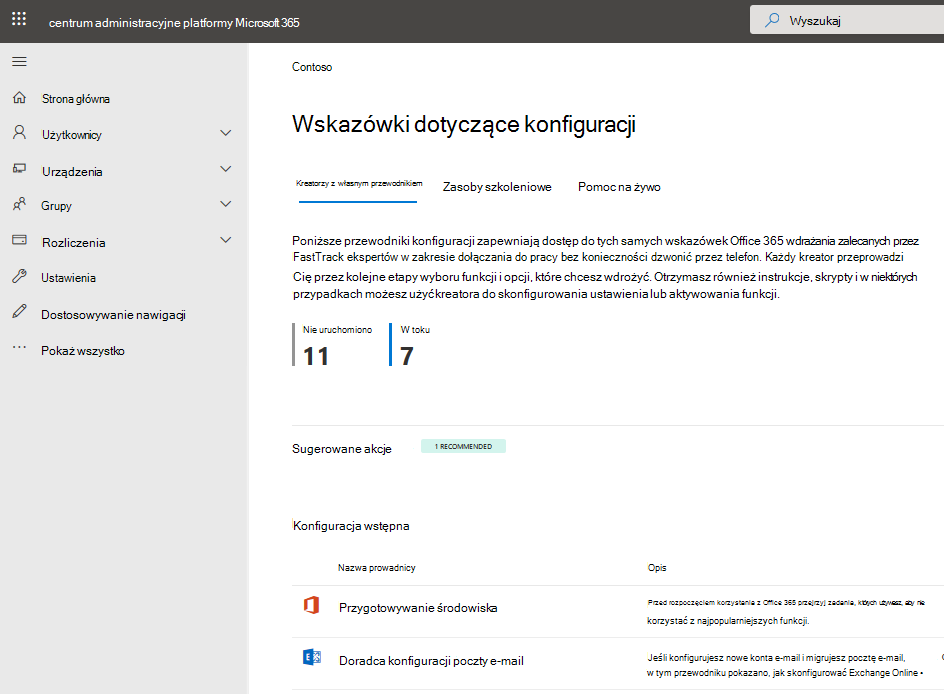 centrum administracyjne platformy Microsoft 365
Wyszukaj
Strona główna
Użytkownicy
Urządzenia
Grupy
Rozliczenia
Ustawienia
Dostosowywanie nawigacji
Pokaż wszystko
Contoso
Wskazówki dotyczące konfiguracji
Kreatorzy z własnym przewodnikiem
Zasoby szkoleniowe
Pomoc na żywo
Poniższe przewodniki konfiguracji zapewniają dostęp do tych samych wskazówek Office 365 wdrażania zalecanych przez
FastTrack ekspertów w zakresie dołączania do pracy bez konieczności dzwonić przez telefon. Każdy kreator przeprowadzi
Cię przez kolejne etapy wyboru funkcji i opcji, które chcesz wdrożyć. Otrzymasz również instrukcje, skrypty i w niektórych
przypadkach możesz użyć kreatora do skonfigurowania ustawienia lub aktywowania funkcji.
Nie uruchomiono
11
W toku
7
Sugerowane akcje
1 RECOMMENDED
Konfiguracja wstępna
Nazwa prowadnicy
Opis
Przygotowywanie środowiska
Przed rozpoczęciem korzystania z Office 365 przejrzyj zadania, których używasz, aby nie
korzystać z najpopularniejszych funkcji.
Doradca konfiguracji poczty e-mail
Jeśli konfigurujesz nowe konta e-mail i migrujesz pocztę e-mail,
w tym przewodniku pokazano, jak skonfigurować Exchange Online •